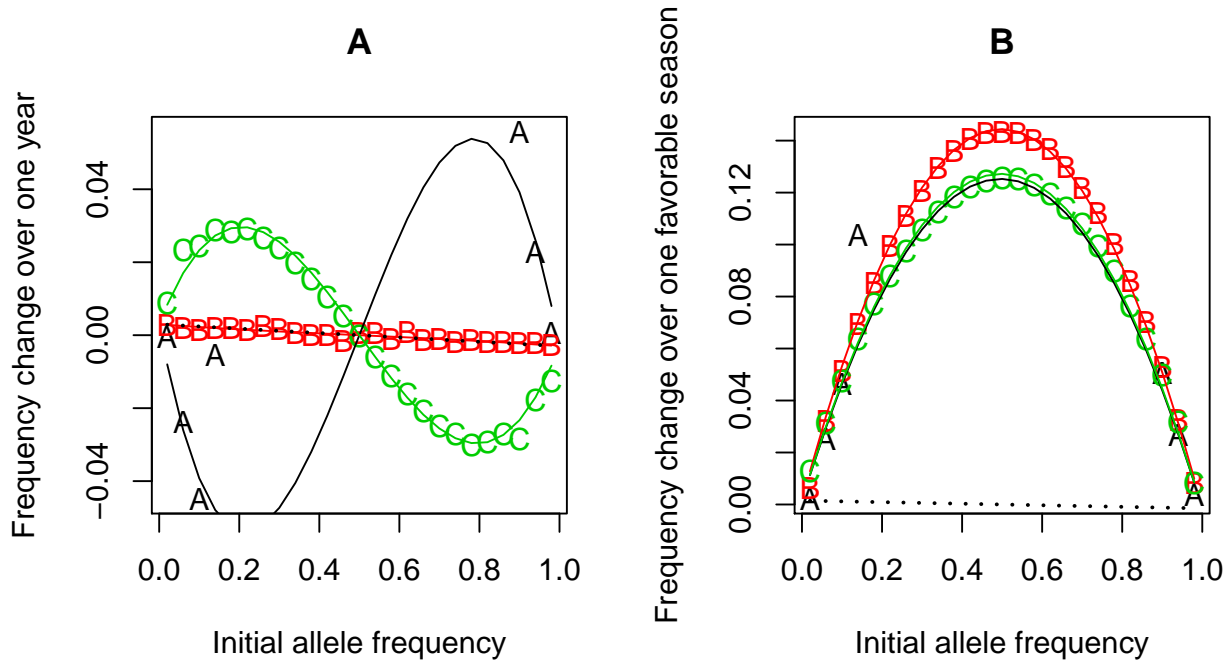 A
B
Frequency change over one year
0.04
0.00
−0.04
0.0 0.2 0.4 0.6 0.8 1.0
Initial allele frequency
Frequency change over one favorable season
0.12
0.08
0.04
0.00
0.0 0.2 0.4 0.6 0.8 1.0
Initial allele frequency